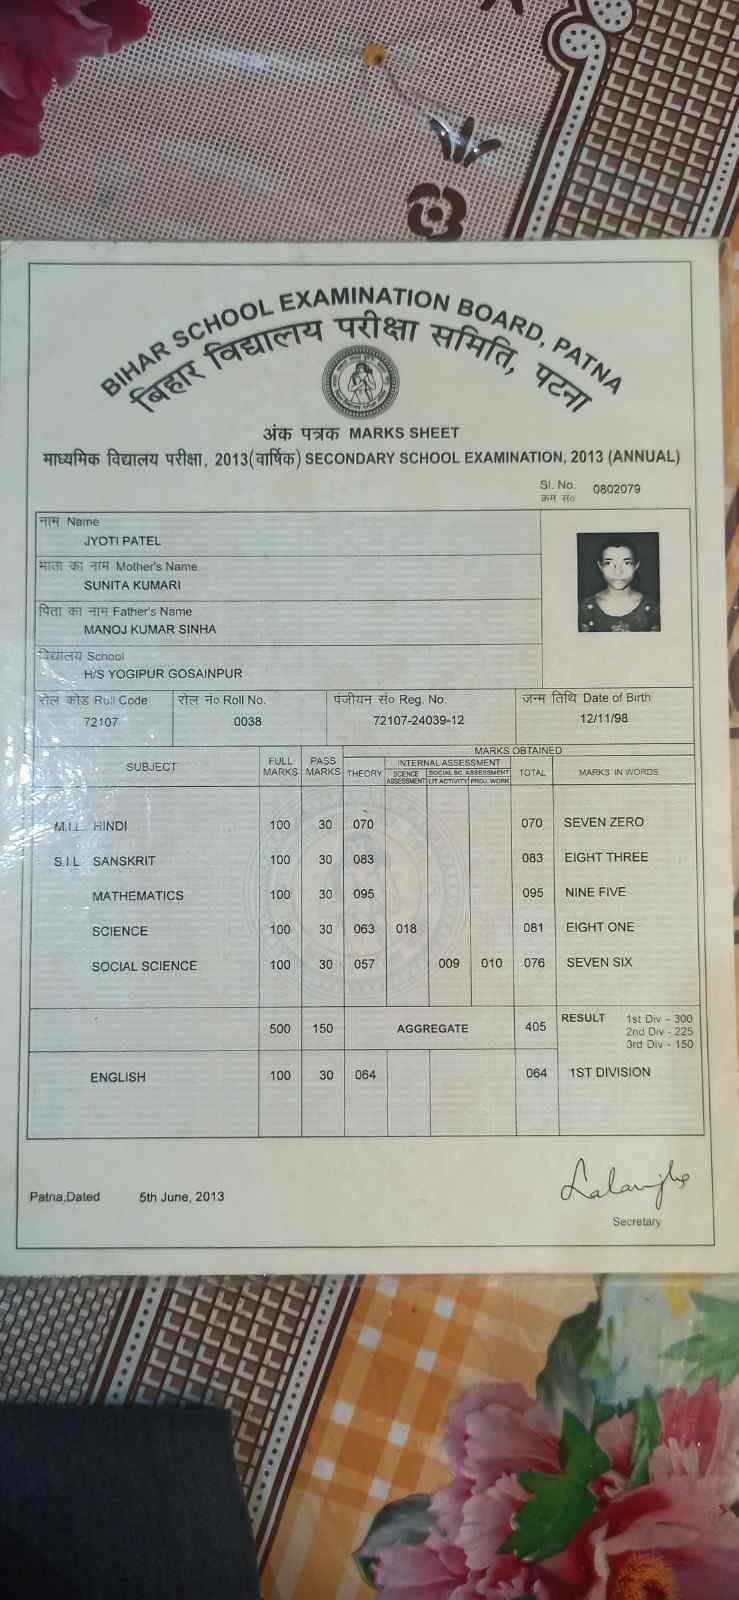 BIHAR SCHOOL EXAMINATION BOARD, PATNA
बिहार विद्यालय परीक्षा समिति, पटना
अंक पत्रक MARKS SHEET
माध्यमिक विद्यालय परीक्षा, 2013(वार्षिक) SECONDARY SCHOOL EXAMINATION, 2013 (ANNUAL)
Sl. No. 0802079
क्रम सं०
नाम Name
JYOTI PATEL
माता का नाम Mother's Name
SUNITA KUMARI
पिता का नाम Father's Name
MANOJ KUMAR SINHA
विद्यालय School
H/S YOGIPUR GOSAINPUR
रोल कोड Roll Code रोल नं० Roll No. पंजीयन सं० Reg. No. जन्म तिथि Date of Birth
72107 0038 72107-24039-12 12/11/98
MARKS OBTAINED
SUBJECT FULL MARKS PASS MARKS THEORY INTERNAL ASSESSMENT TOTAL MARKS IN WORDS
SCIENCE ASSESSMENT SOCIAL SC. ASSESSMENT
LIT ACTIVITY PROJ. WORK
M.I.L. HINDI 100 30 070 070 SEVEN ZERO
S.I.L SANSKRIT 100 30 083 083 EIGHT THREE
MATHEMATICS 100 30 095 095 NINE FIVE
SCIENCE 100 30 063 018 081 EIGHT ONE
SOCIAL SCIENCE 100 30 057 009 010 076 SEVEN SIX
500 150 AGGREGATE 405 RESULT 1st Div - 300
2nd Div - 225
3rd Div - 150
ENGLISH 100 30 064 064 1ST DIVISION
Patna,Dated 5th June, 2013
Secretary